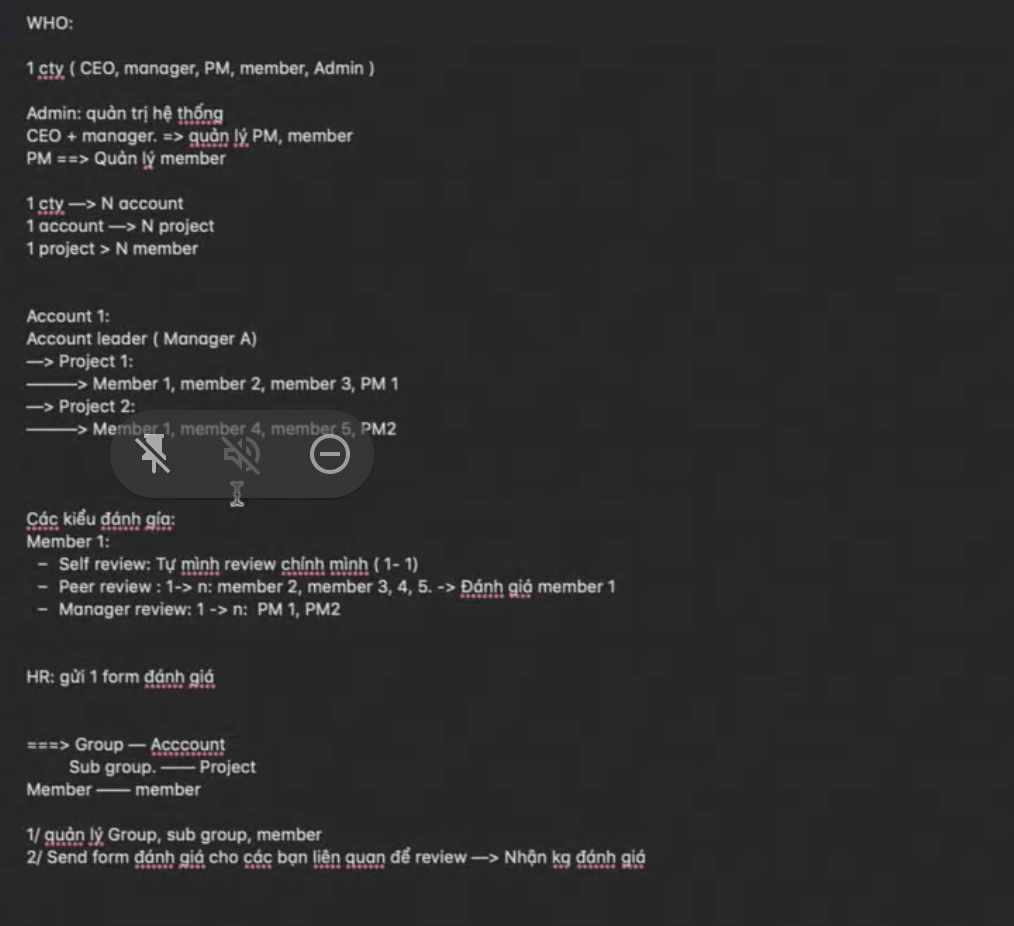 WHO:
1 cty ( CEO, manager, PM, member, Admin )
Admin: quản trị hệ thống
CEO + manager. => quản lý PM, member
PM ==> Quản lý member
1 cty —> N account
1 account —> N project
1 project > N member
Account 1:
Account leader ( Manager A)
—> Project 1:
———> Member 1, member 2, member 3, PM 1
—> Project 2:
———> Member 1, member 4, member 5, PM2
Các kiểu đánh gía:
Member 1:
– Self review: Tự mình review chính mình ( 1- 1)
– Peer review : 1-> n: member 2, member 3, 4, 5. -> Đánh giá member 1
– Manager review: 1 -> n: PM 1, PM2
HR: gửi 1 form đánh giá
===> Group — Acccount
Sub group. —— Project
Member —— member
1/ quản lý Group, sub group, member
2/ Send form đánh giá cho các bạn liên quan để review —> Nhận kg đánh giá